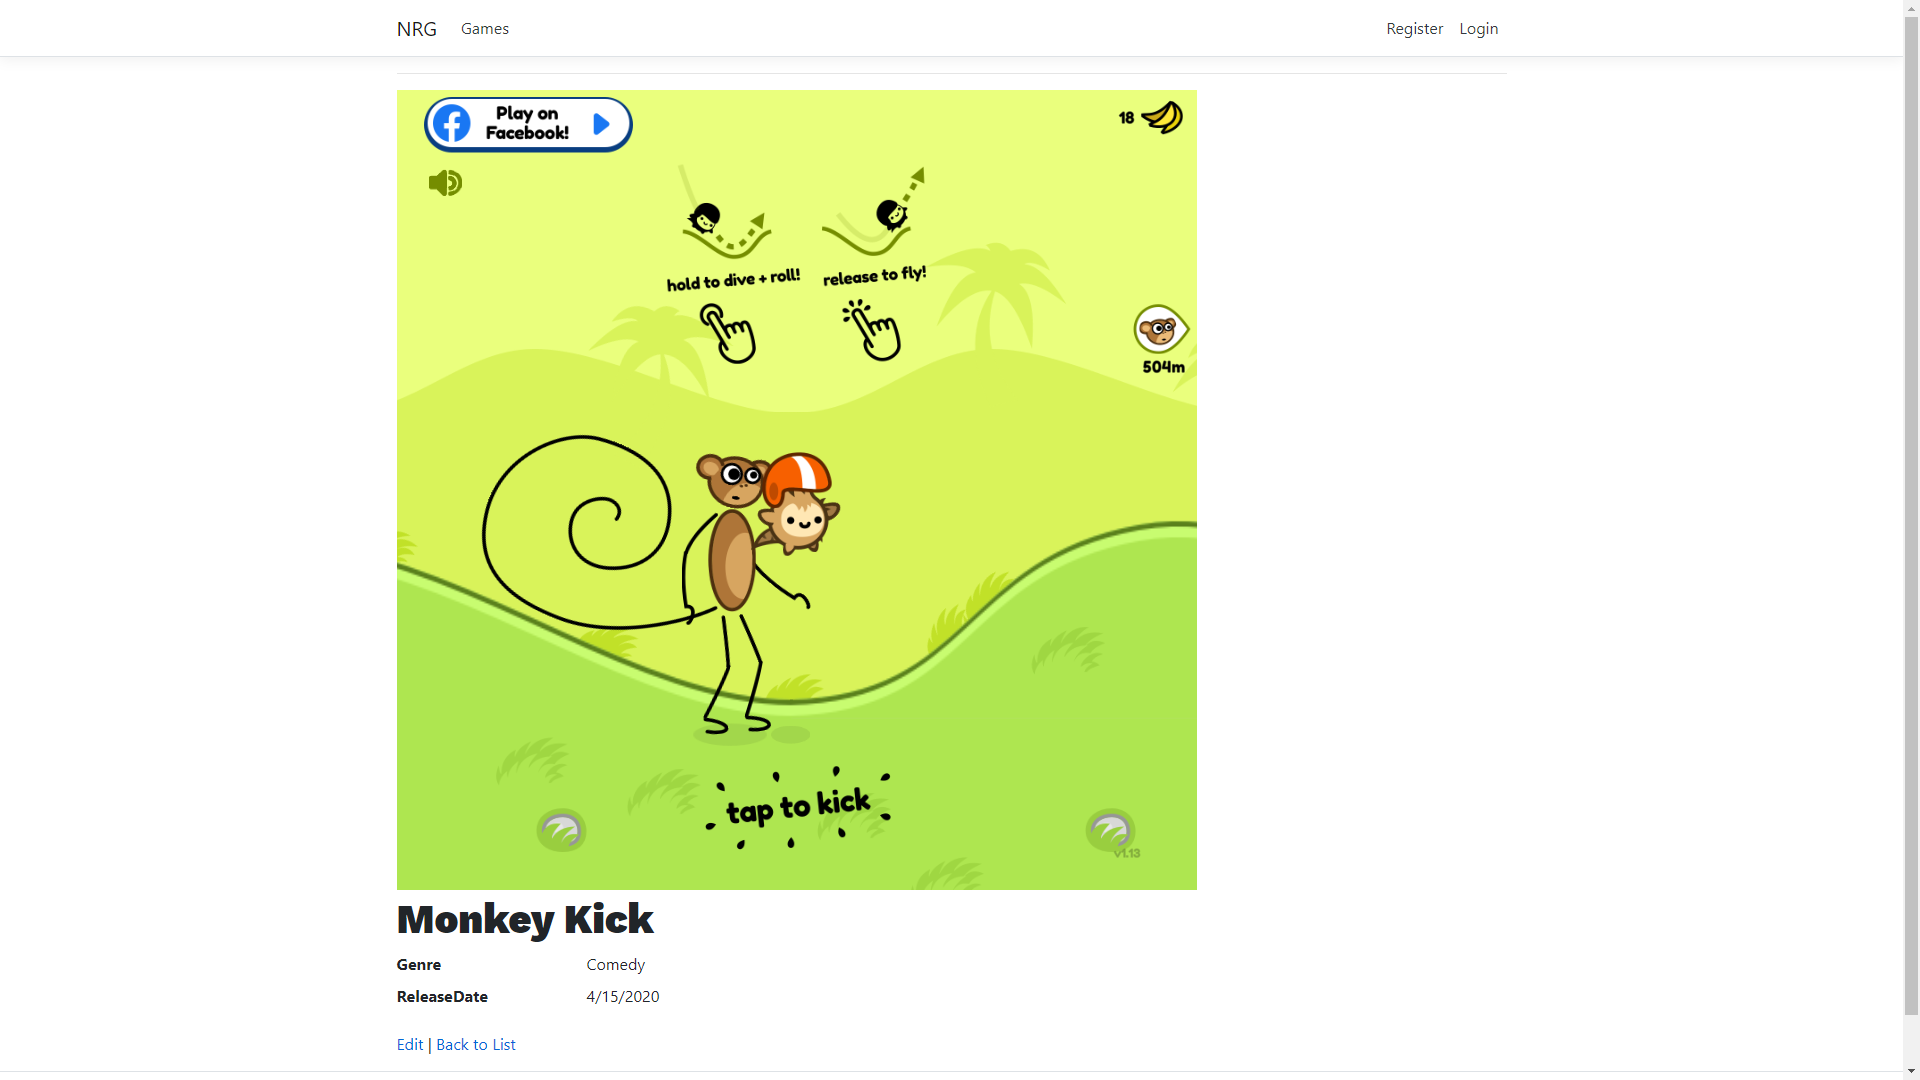 NRG Games Register Login
Play on
Facebook!
18
hold to dive + roll! release to fly!
504m
tap to kick
v1.13
Monkey Kick
Genre Comedy
ReleaseDate 4/15/2020
Edit | Back to List